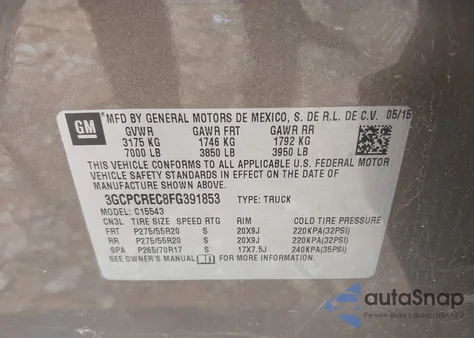 GM
MFD BY GENERAL MOTORS DE MEXICO, S. DE R.L. DE C.V. 05/15
GVWR GAWR FRT GAWR RR
3175 KG 1746 KG 1792 KG
7000 LB 3850 LB 3950 LB
THIS VEHICLE CONFORMS TO ALL APPLICABLE U.S. FEDERAL MOTOR
VEHICLE SAFETY STANDARDS IN EFFECT ON THE DATE OF
MANUFACTURE SHOWN ABOVE.
3GCPCREC8FG391853 TYPE: TRUCK
MODEL: C15543
CN3L TIRE SIZE SPEED RTG RIM COLD TIRE PRESSURE
FRT P275/55R20 S 20X9J 220KPA(32PSI)
RR P275/55R20 S 20X9J 220KPA(32PSI)
SPA P265/70R17 S 17X7.5J 240KPA(35PSI)
SEE OWNER'S MANUAL FOR MORE INFORMATION.
autoSnap